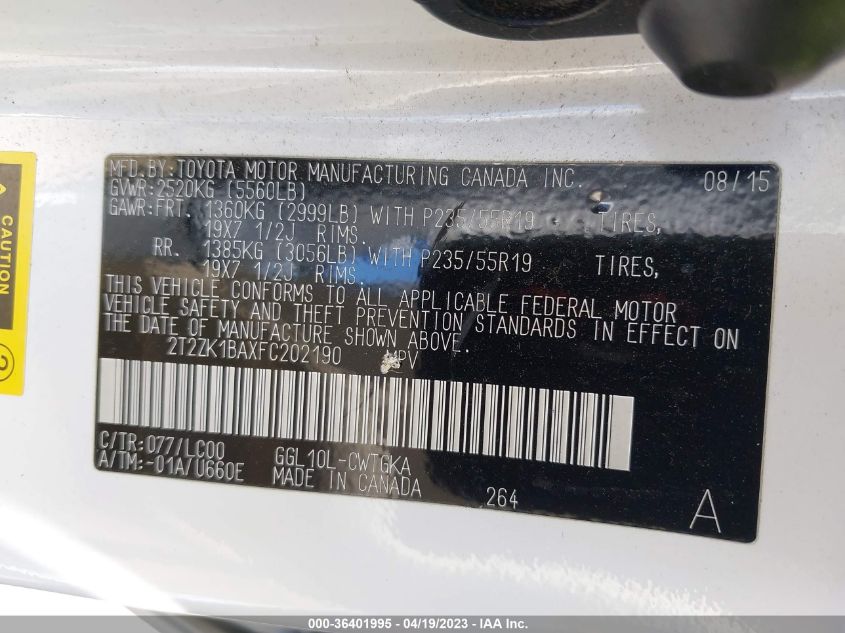 MFD.BY:TOYOTA MOTOR MANUFACTURING CANADA INC. 08/15
GVWR:2520KG (5560LB)
GAWR:FRT. 1360KG (2999LB) WITH P235/55R19 TIRES,
19X7 1/2J RIMS.
RR. 1385KG (3056LB) WITH P235/55R19 TIRES,
19X7 1/2J RIMS.
THIS VEHICLE CONFORMS TO ALL APPLICABLE FEDERAL MOTOR
VEHICLE SAFETY AND THEFT PREVENTION STANDARDS IN EFFECT ON
THE DATE OF MANUFACTURE SHOWN ABOVE.
2T2ZK1BAXFC202190 MPV
C/TR:077/LC00 GGL10L-CWTGKA
A/TM:-01A/U660E MADE IN CANADA 264
A
CAUTION
2
000-36401995 - 04/19/2023 - IAA Inc.